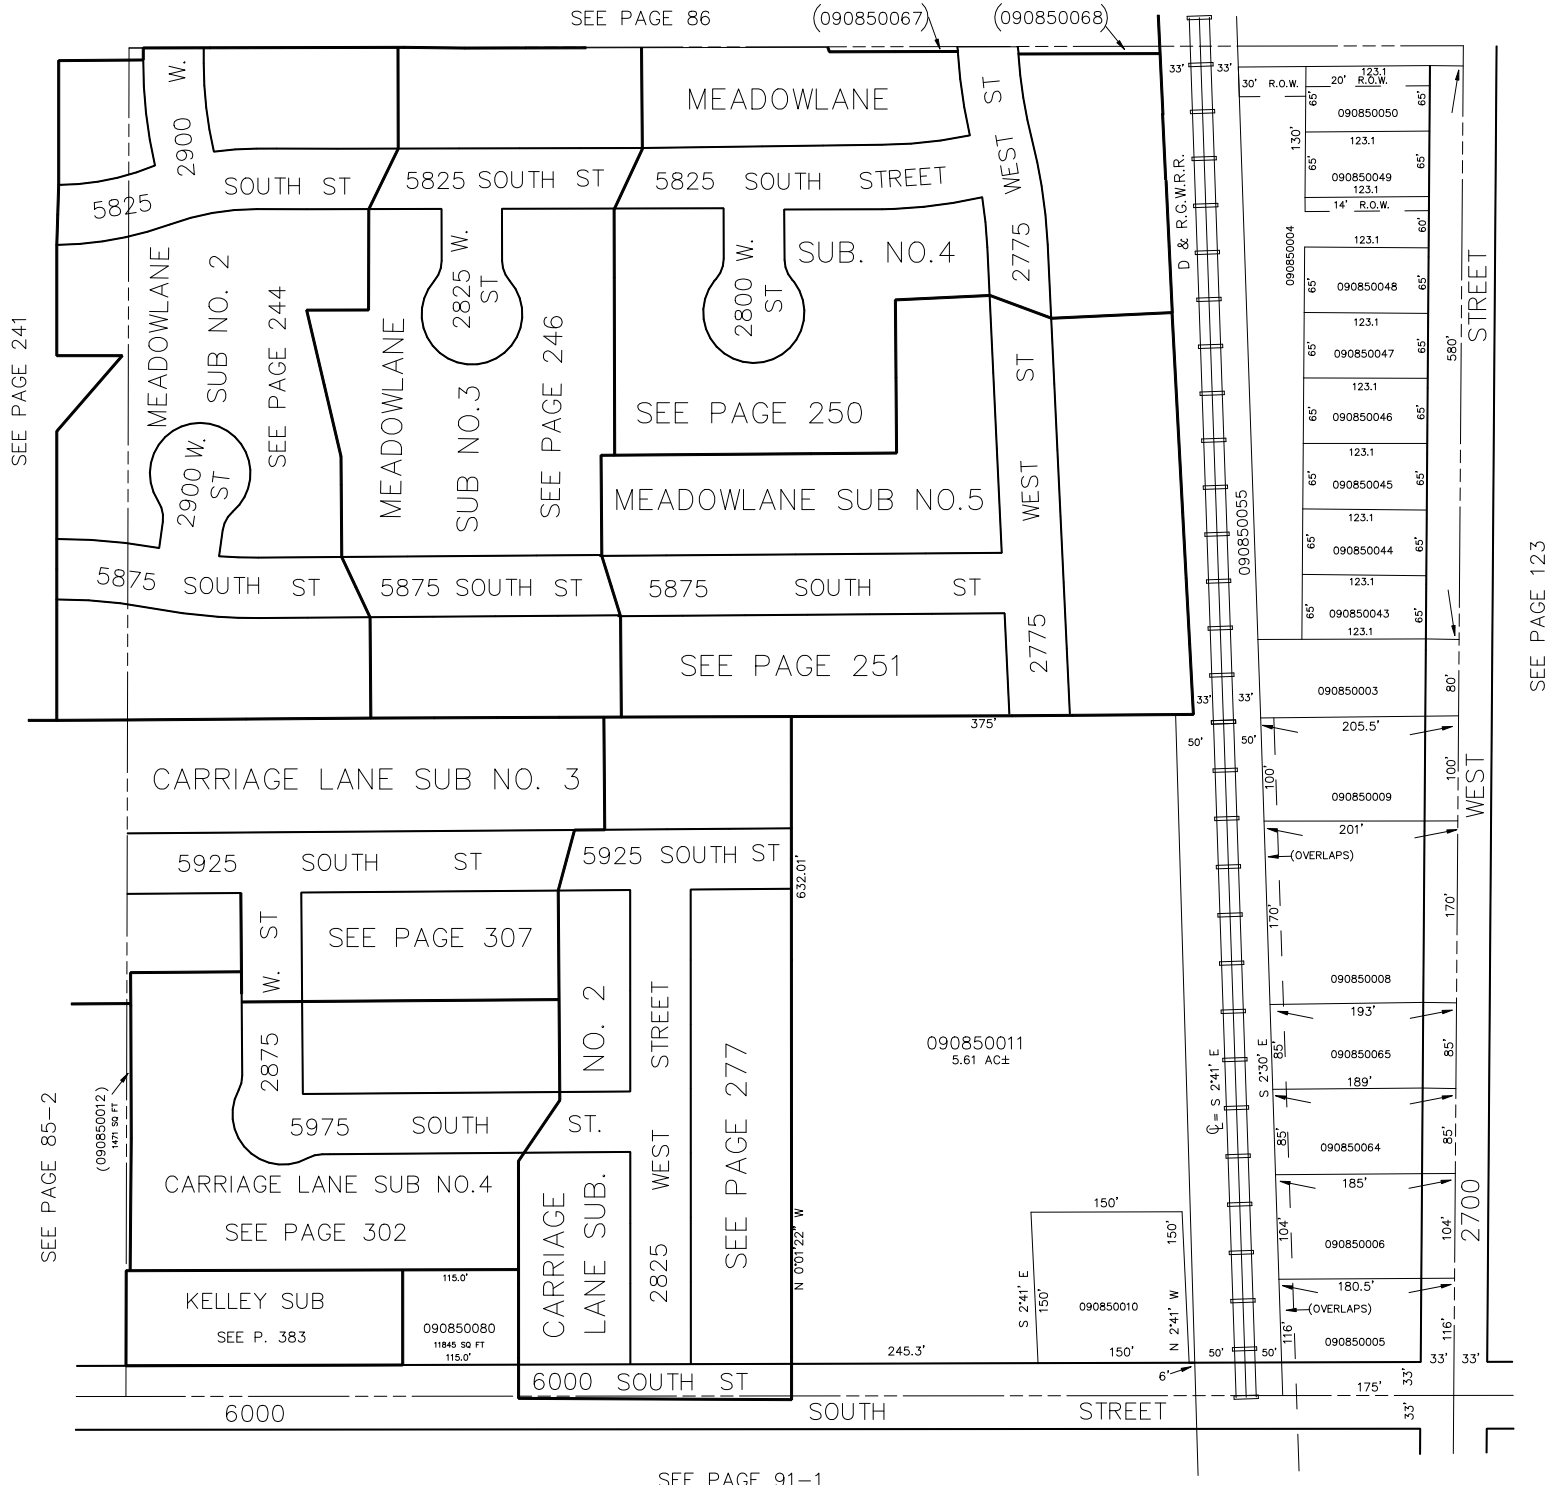 SEE PAGE 86
(090850067)
(090850068)
33'
33'
30' R.O.W.
123.1
20' R.O.W.
65'
65'
090850050
130'
123.1
65'
65'
090850049
123.1
14' R.O.W.
60'
123.1
090850004
65'
65'
090850048
123.1
65'
65'
090850047
580'
123.1
65'
65'
090850046
123.1
65'
65'
090850045
123.1
65'
65'
090850044
123.1
65'
65'
090850043
123.1
090850003
80'
STREET
WEST
2700
SEE PAGE 123
D & R.G.W.R.R.
090850055
2900 W.
5825
SOUTH ST
5825 SOUTH ST
5825 SOUTH STREET
MEADOWLANE
SUB. NO.4
SEE PAGE 250
WEST ST
2775
2825 W.
ST
2800 W.
ST
MEADOWLANE
SUB NO. 2
SEE PAGE 244
MEADOWLANE
SUB NO.3
SEE PAGE 246
2900 W.
ST
SEE PAGE 241
MEADOWLANE SUB NO.5
ST
WEST
2775
5875
SOUTH ST
5875 SOUTH ST
5875 SOUTH ST
SEE PAGE 251
375'
33'
33'
50'
50'
205.5'
100'
100'
090850009
201'
(OVERLAPS)
170'
170'
090850008
193'
85'
85'
090850065
189'
85'
85'
090850064
185'
104'
104'
090850006
180.5'
(OVERLAPS)
116'
116'
090850005
CARRIAGE LANE SUB NO. 3
5925 SOUTH ST
5925 SOUTH ST
632.01'
SEE PAGE 307
W. ST
2875
NO. 2
STREET
WEST
2825
SEE PAGE 277
090850011
5.61 AC±
℄= S 2°41' E
S 2°30' E
5975 SOUTH ST.
(090850012)
1471 SQ FT
SEE PAGE 85-2
CARRIAGE LANE SUB NO.4
SEE PAGE 302
CARRIAGE
LANE SUB.
N 0°01'22" W
KELLEY SUB
SEE P. 383
115.0'
090850080
11845 SQ FT
115.0'
150'
150'
S 2°41' E
150'
090850010
N 2°41' W
245.3'
150'
50'
50'
6'
33'
33'
33'
33'
175'
6000 SOUTH ST
6000
SOUTH STREET
SEE PAGE 91-1